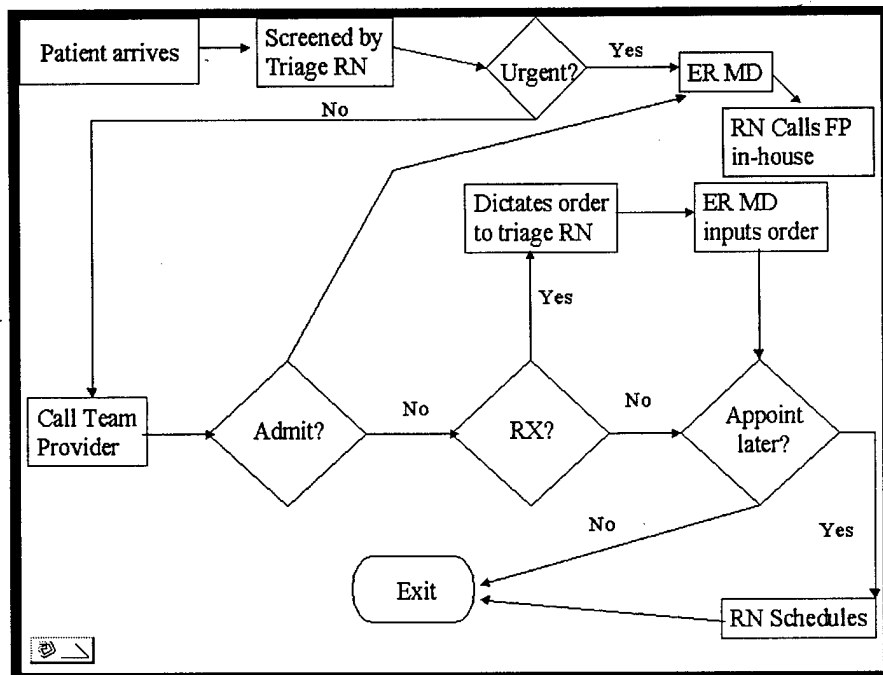 Patient arrives
Screened by
Triage RN
Urgent?
Yes
ER MD
No
RN Calls FP
in-house
Dictates order
to triage RN
ER MD
inputs order
Yes
Call Team
Provider
Admit?
No
RX?
No
Appoint
later?
No
Yes
Exit
RN Schedules